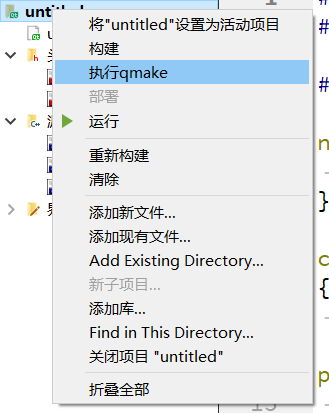 untitled
将"untitled"设置为活动项目
构建
执行qmake
部署
运行
重新构建
清除
添加新文件...
添加现有文件...
Add Existing Directory...
新子项目...
添加库...
Find in This Directory...
关闭项目 "untitled"
折叠全部